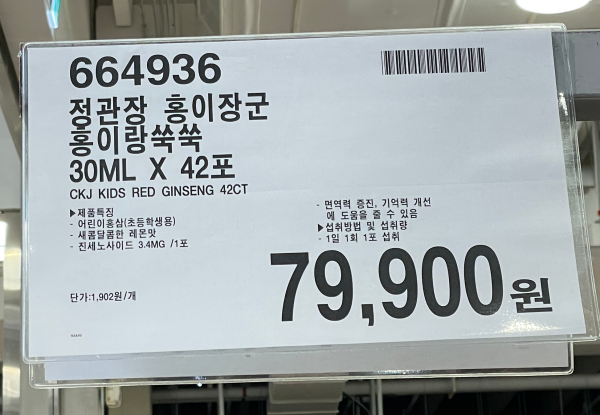 664936
정관장 홍이장군
홍이랑쑥쑥
30ML X 42포
CKJ KIDS RED GINSENG 42CT
▶제품특징
- 어린이홍삼(초등학생용)
- 새콤달콤한 레몬맛
- 진세노사이드 3.4MG /1포
- 면역력 증진, 기억력 개선
에 도움을 줄 수 있음
▶섭취방법 및 섭취량
- 1일 1회 1포 섭취
단가:1,902원/개
79,900원